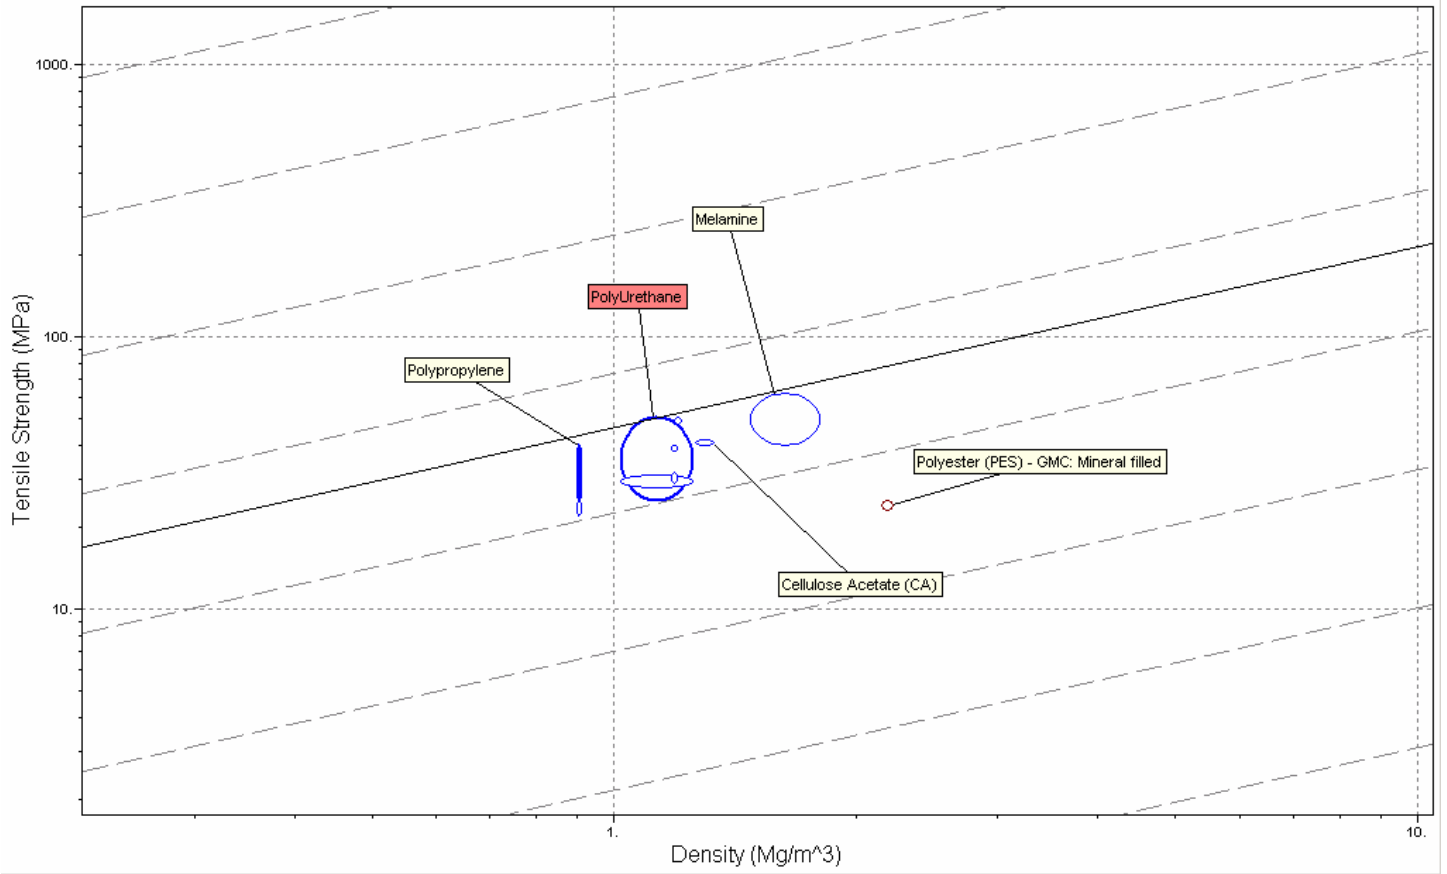 1000.
Melamine
PolyUrethane
100.
Polypropylene
Polyester (PES) - GMC: Mineral filled
Tensile Strength (MPa)
Cellulose Acetate (CA)
10.
1.
10.
Density (Mg/m^3)